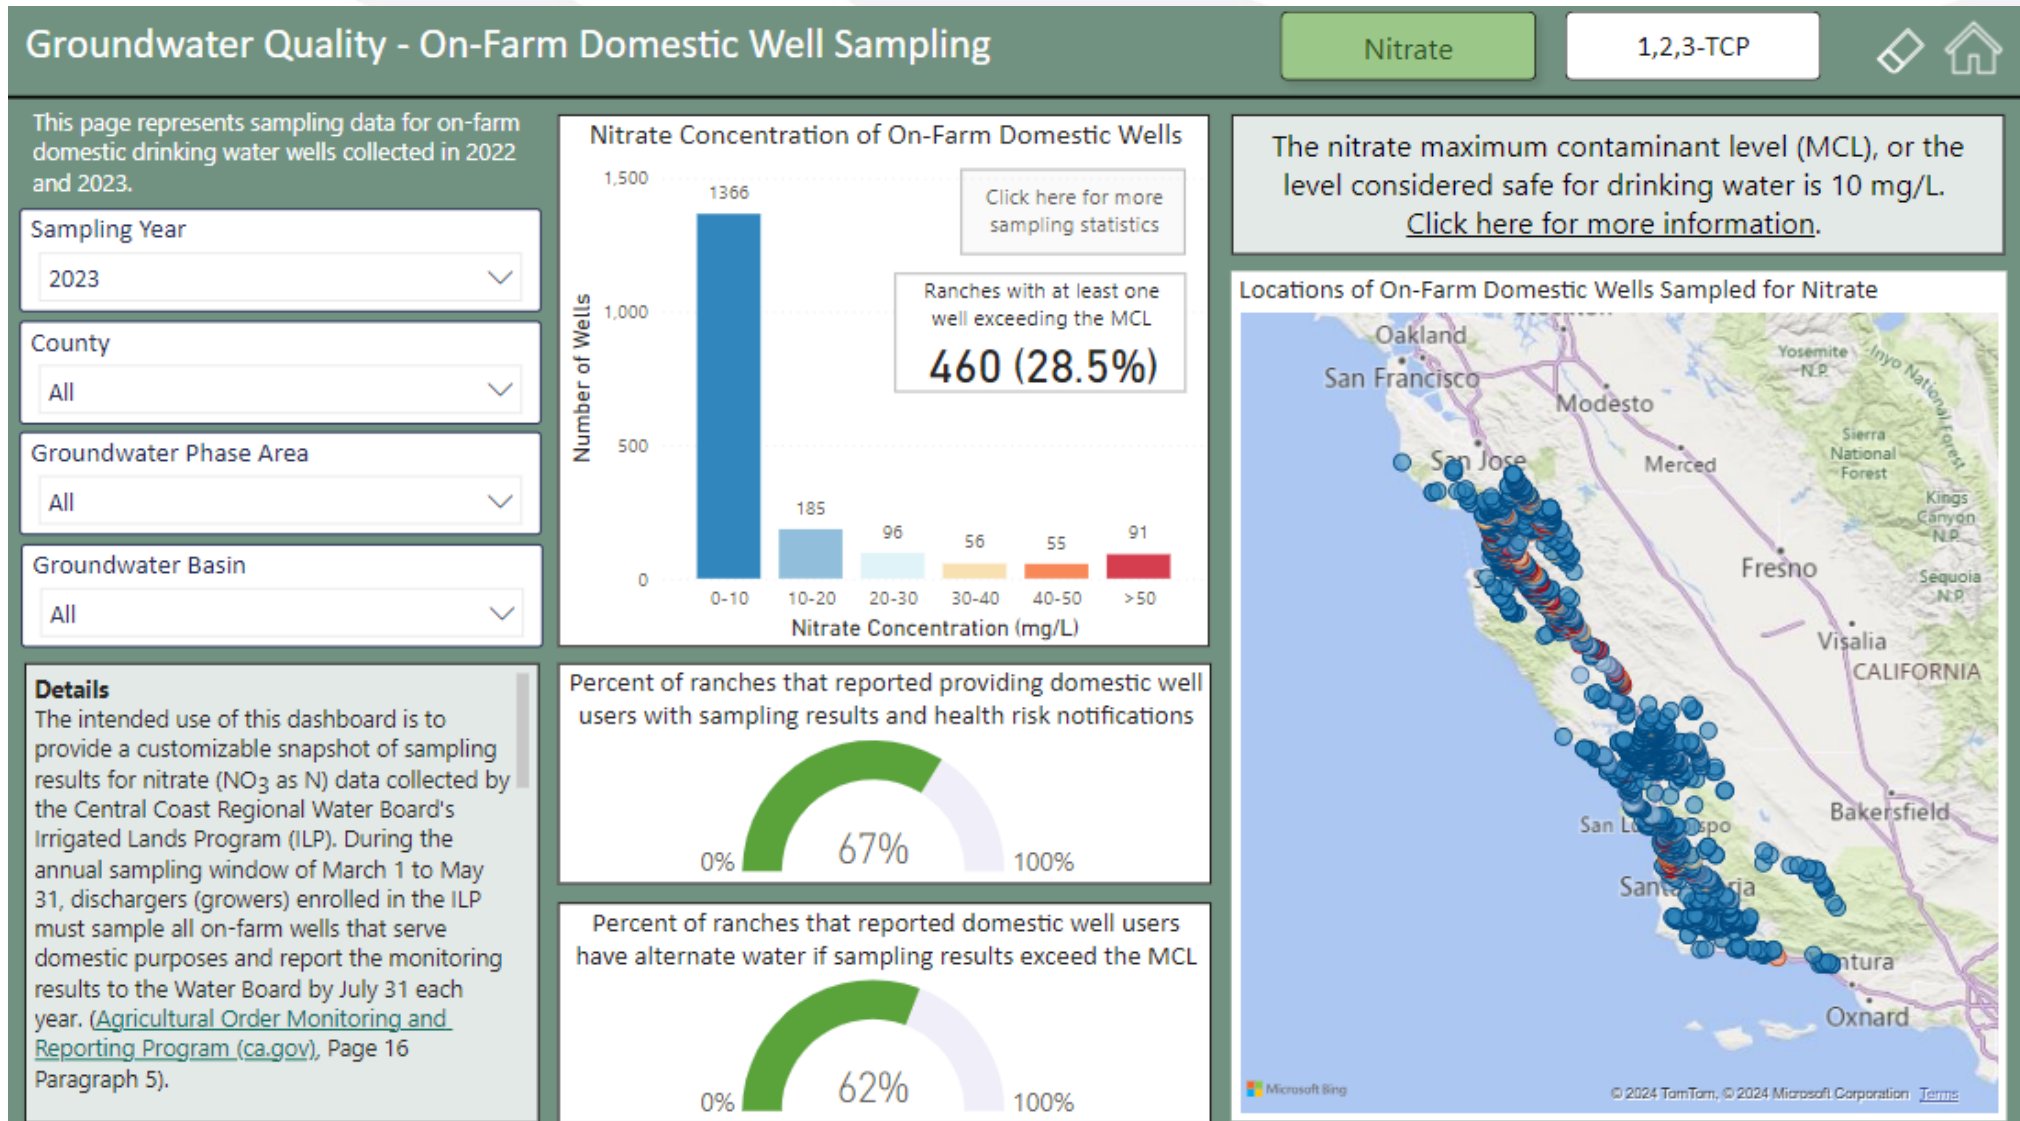 Groundwater Quality - On-Farm Domestic Well Sampling
Nitrate
1,2,3-TCP
This page represents sampling data for on-farm
domestic drinking water wells collected in 2022
and 2023.
Sampling Year
2023
County
All
Groundwater Phase Area
All
Groundwater Basin
All
Details
The intended use of this dashboard is to
provide a customizable snapshot of sampling
results for nitrate (NO3 as N) data collected by
the Central Coast Regional Water Board's
Irrigated Lands Program (ILP). During the
annual sampling window of March 1 to May
31, dischargers (growers) enrolled in the ILP
must sample all on-farm wells that serve
domestic purposes and report the monitoring
results to the Water Board by July 31 each
year. (Agricultural Order Monitoring and
Reporting Program (ca.gov), Page 16
Paragraph 5).
Nitrate Concentration of On-Farm Domestic Wells
1,500
1,000
500
0
Number of Wells
1366
185
96
56
55
91
0-10
10-20
20-30
30-40
40-50
>50
Nitrate Concentration (mg/L)
Click here for more
sampling statistics
Ranches with at least one
well exceeding the MCL
460 (28.5%)
Percent of ranches that reported providing domestic well
users with sampling results and health risk notifications
0%
67%
100%
Percent of ranches that reported domestic well users
have alternate water if sampling results exceed the MCL
0%
62%
100%
The nitrate maximum contaminant level (MCL), or the
level considered safe for drinking water is 10 mg/L.
Click here for more information.
Locations of On-Farm Domestic Wells Sampled for Nitrate
Oakland
San Francisco
Yosemite
N.P.
Inyo National Forest
Modesto
Sierra
National
Forest
San Jose
Merced
Kings
Canyon
N.P.
Fresno
Sequoia
N.P.
Visalia
CALIFORNIA
Bakersfield
San
Oxnard
Microsoft Bing
© 2024 TomTom, © 2024 Microsoft Corporation Terms